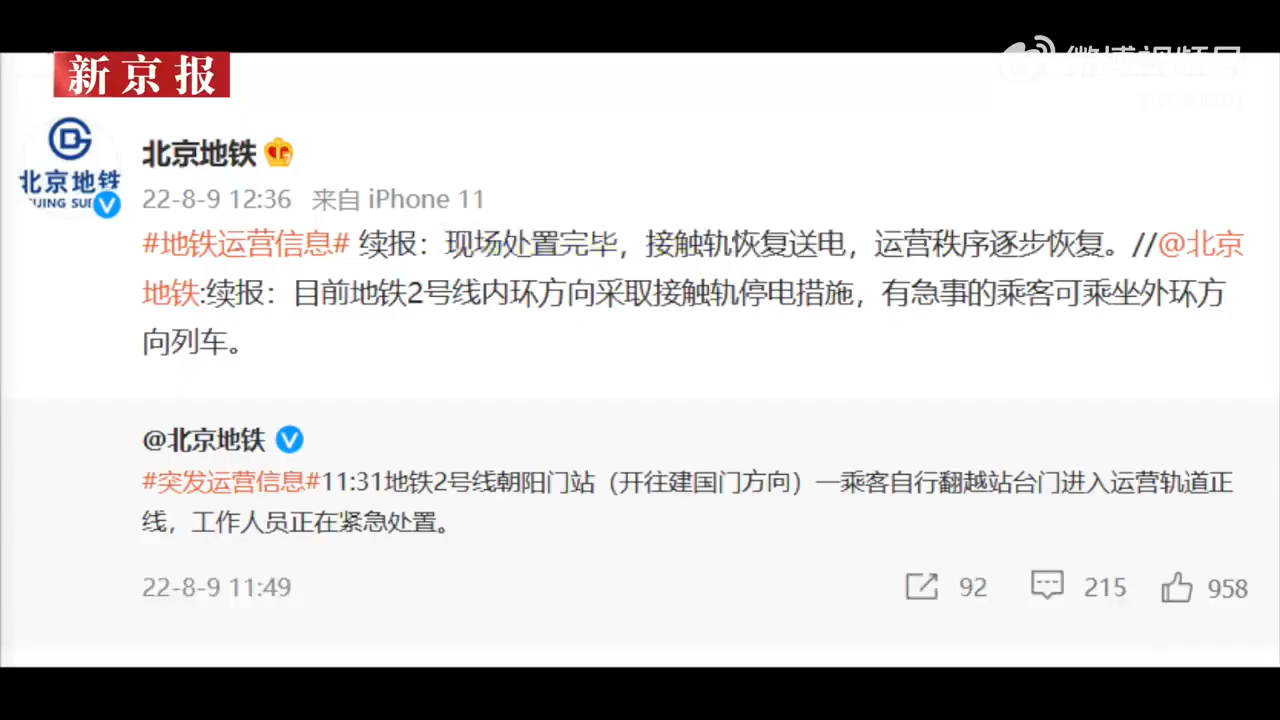 新京报
微博视频号
北京地铁
北京地铁
22-8-9 12:36 来自 iPhone 11
#地铁运营信息# 续报：现场处置完毕，接触轨恢复送电，运营秩序逐步恢复。//@北京
地铁:续报：目前地铁2号线内环方向采取接触轨停电措施，有急事的乘客可乘坐外环方
向列车。
@北京地铁
#突发运营信息#11:31地铁2号线朝阳门站（开往建国门方向）一乘客自行翻越站台门进入运营轨道正
线，工作人员正在紧急处置。
22-8-9 11:49
92 215 958